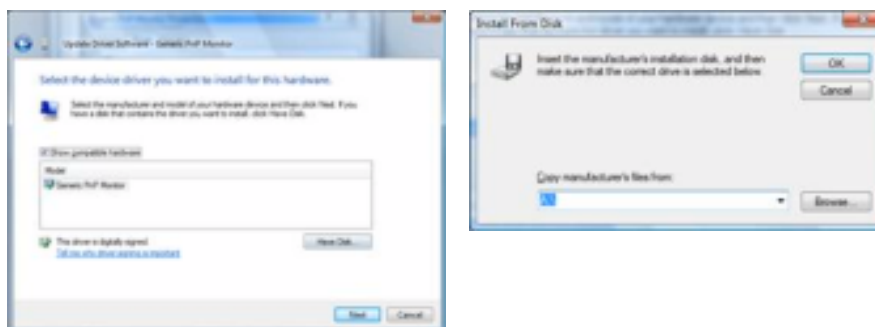 Update Driver Software - Generic PnP Monitor
Select the device driver you want to install for this hardware.
Select the manufacturer and model of your hardware device and then click Next. If you
have a disk that contains the driver you want to install, click Have Disk.
Show compatible hardware
Model
Generic PnP Monitor
This driver is digitally signed.
Tell me why driver signing is important
Have Disk...
Next
Cancel
Install From Disk
Insert the manufacturer's installation disk, and then
make sure that the correct drive is selected below.
OK
Cancel
Copy manufacturer's files from:
A:\
Browse...